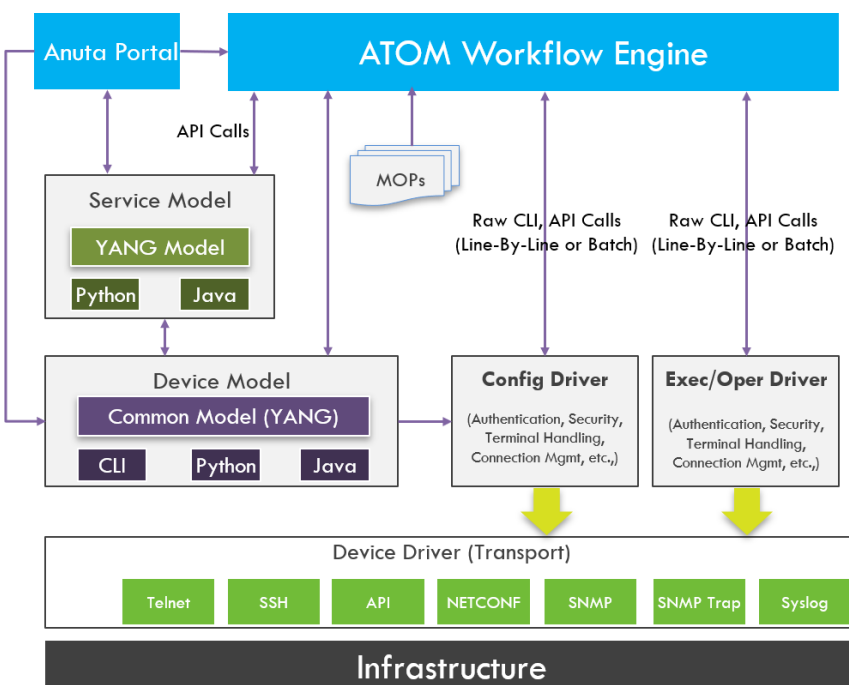 Anuta Portal
ATOM Workflow Engine
API Calls
MOPs
Service Model
YANG Model
Python
Java
Raw CLI, API Calls
(Line-By-Line or Batch)
Raw CLI, API Calls
(Line-By-Line or Batch)
Device Model
Common Model (YANG)
CLI
Python
Java
Config Driver
(Authentication, Security,
Terminal Handling,
Connection Mgmt, etc.,)
Exec/Oper Driver
(Authentication, Security,
Terminal Handling,
Connection Mgmt, etc.,)
Device Driver (Transport)
Telnet
SSH
API
NETCONF
SNMP
SNMP Trap
Syslog
Infrastructure